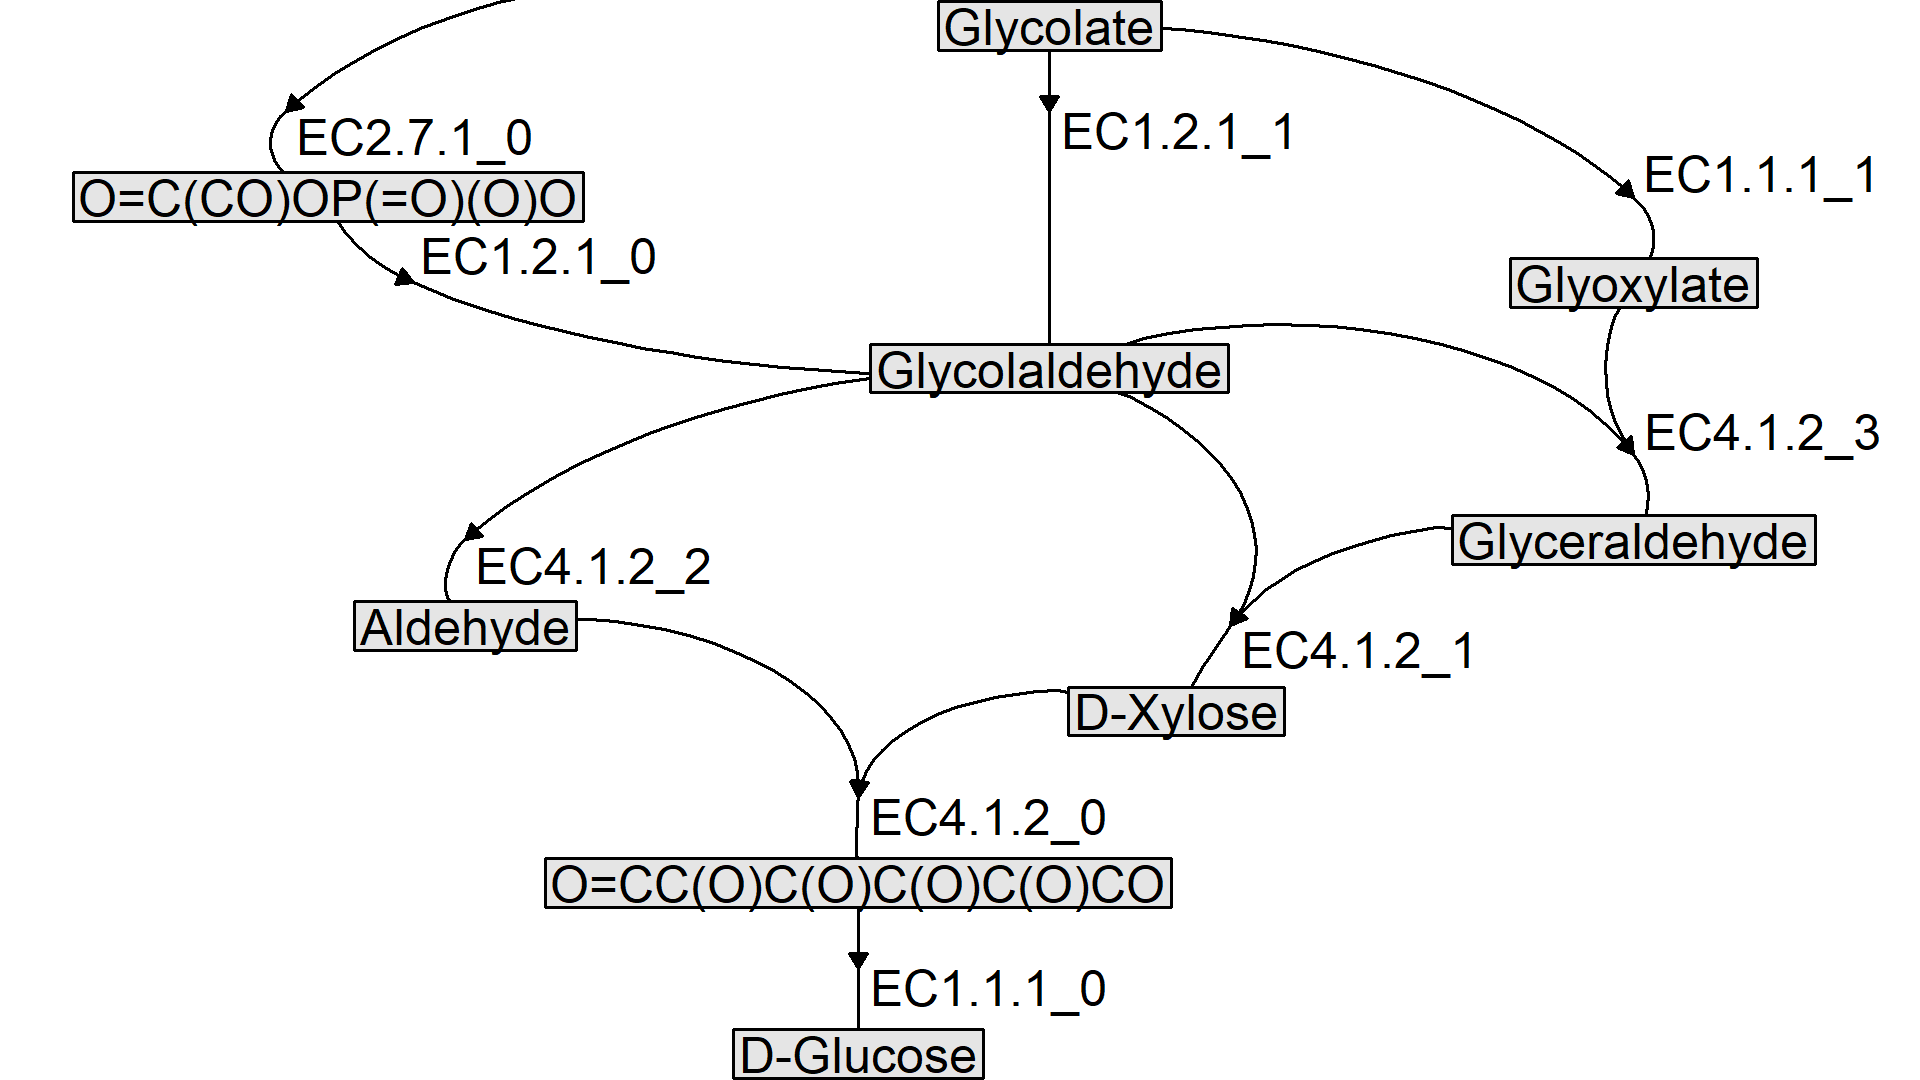 Glycolate
EC2.7.1_0
EC1.2.1_1
EC1.1.1_1
O=C(CO)OP(=O)(O)O
EC1.2.1_0
Glyoxylate
Glycolaldehyde
EC4.1.2_3
Glyceraldehyde
EC4.1.2_2
Aldehyde
EC4.1.2_1
D-Xylose
EC4.1.2_0
O=CC(O)C(O)C(O)C(O)CO
EC1.1.1_0
D-Glucose